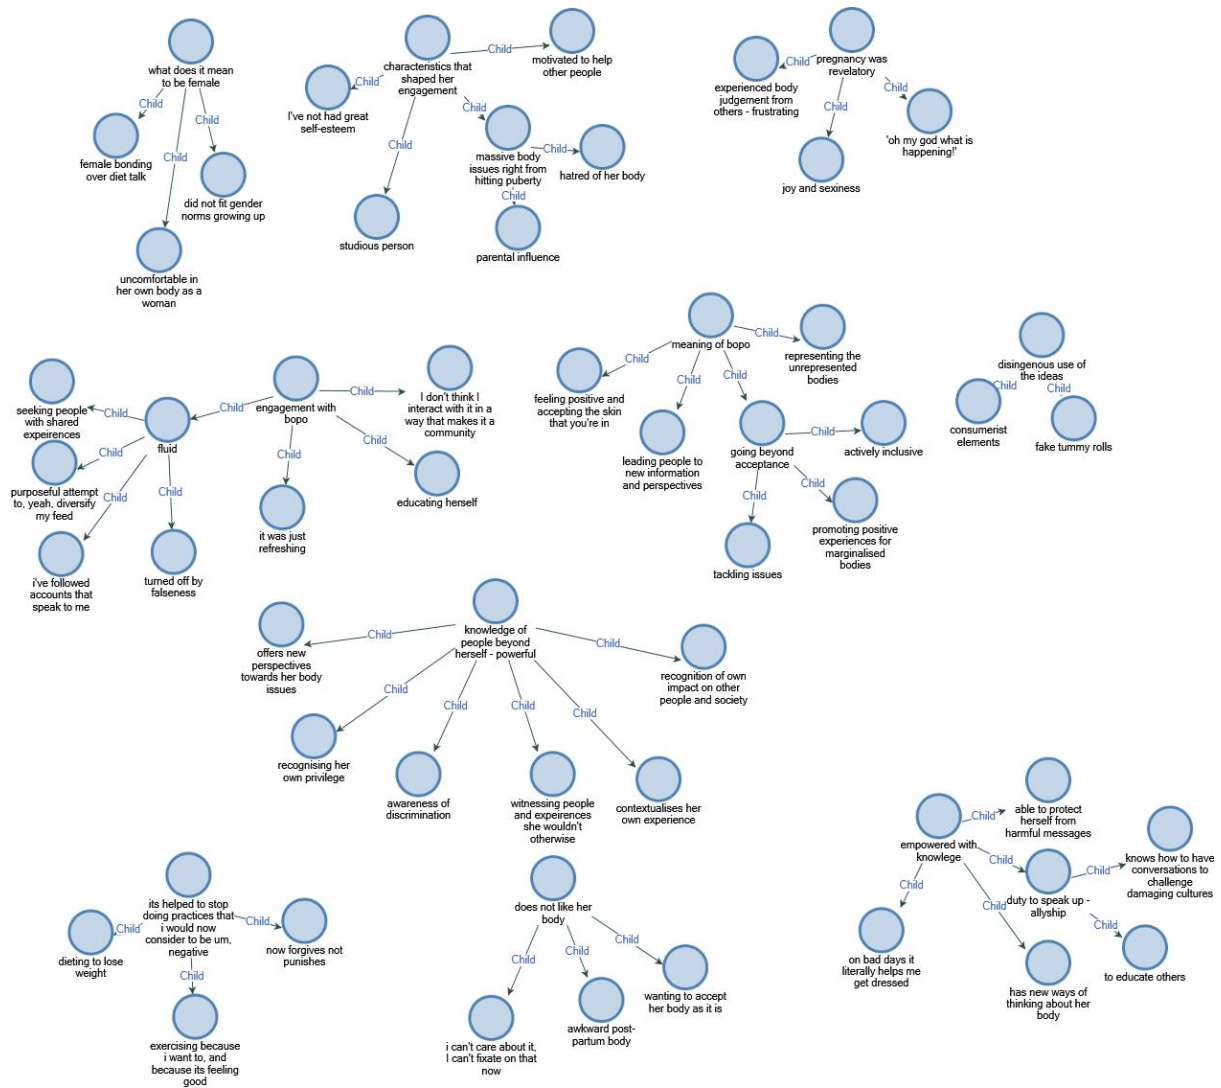 what does it mean
to be female
Child
Child
Child
female bonding
over diet talk
did not fit gender
norms growing up
uncomfortable in
her own body as a
woman
characteristics that
shaped her
engagement
Child
motivated to help
other people
Child
I've not had great
self-esteem
Child
Child
massive body
issues right from
hitting puberty
Child
hatred of her body
Child
studious person
parental influence
pregnancy was
revelatory
Child
experienced body
judgement from
others - frustrating
Child
Child
'oh my god what is
happening!'
joy and sexiness
seeking people
with shared
expeirences
Child
fluid
Child
engagement with
bopo
Child
I don't think I
interact with it in a
way that makes it a
community
Child
purposeful attempt
to, yeah, diversify
my feed
Child
Child
Child
Child
educating herself
it was just
refreshing
i've followed
accounts that
speak to me
turned off by
falseness
meaning of bopo
Child
representing the
unrepresented
bodies
Child
feeling positive and
accepting the skin
that you're in
Child
Child
leading people to
new information
and perspectives
going beyond
acceptance
Child
actively inclusive
Child
Child
promoting positive
experiences for
marginalised
bodies
tackling issues
disingenous use of
the ideas
Child
Child
consumerist
elements
fake tummy rolls
knowledge of
people beyond
herself - powerful
Child
Child
offers new
perspectives
towards her body
issues
recognition of own
impact on other
people and society
Child
Child
Child
Child
recognising her
own privilege
awareness of
discrimination
witnessing people
and expeirences
she wouldn't
otherwise
contextualises her
own experience
its helped to stop
doing practices that
i would now
consider to be um,
negative
Child
Child
dieting to lose
weight
now forgives not
punishes
Child
exercising because
i want to, and
because its feeling
good
does not like her
body
Child
Child
Child
wanting to accept
her body as it is
awkward post-
partum body
i can't care about it,
I can't fixate on that
now
empowered with
knowlege
Child
able to protect
herself from
harmful messages
Child
Child
knows how to have
conversations to
challenge
damaging cultures
Child
Child
duty to speak up -
allyship
Child
on bad days it
literally helps me
get dressed
to educate others
has new ways of
thinking about her
body